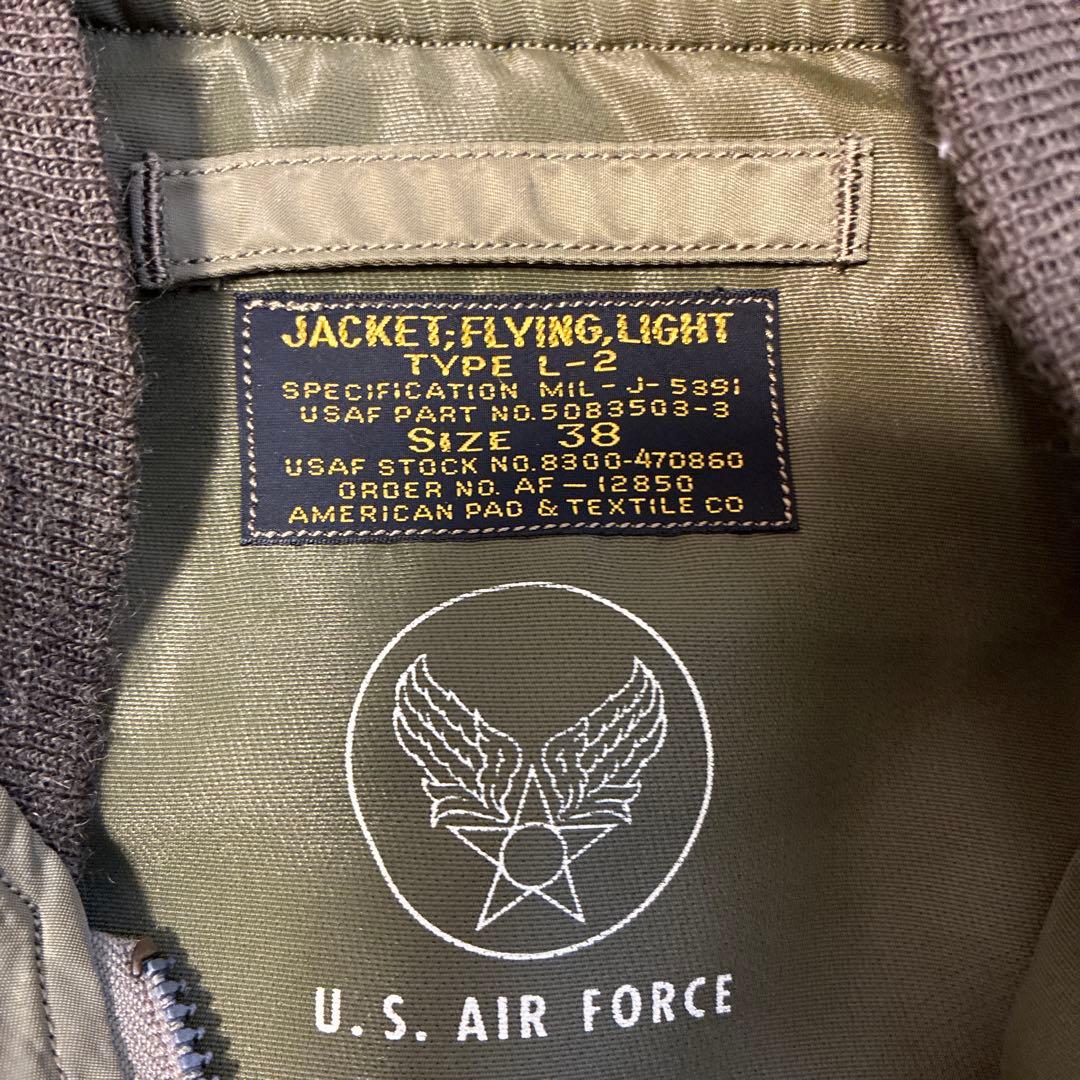 JACKET;FLYING,LIGHT
TYPE L-2
SPECIFICATION MIL-J-5391
USAF PART NO.5083503-3
SIZE 38
USAF STOCK NO.8300-470860
ORDER NO. AF-12850
AMERICAN PAD & TEXTILE CO
U.S. AIR FORCE